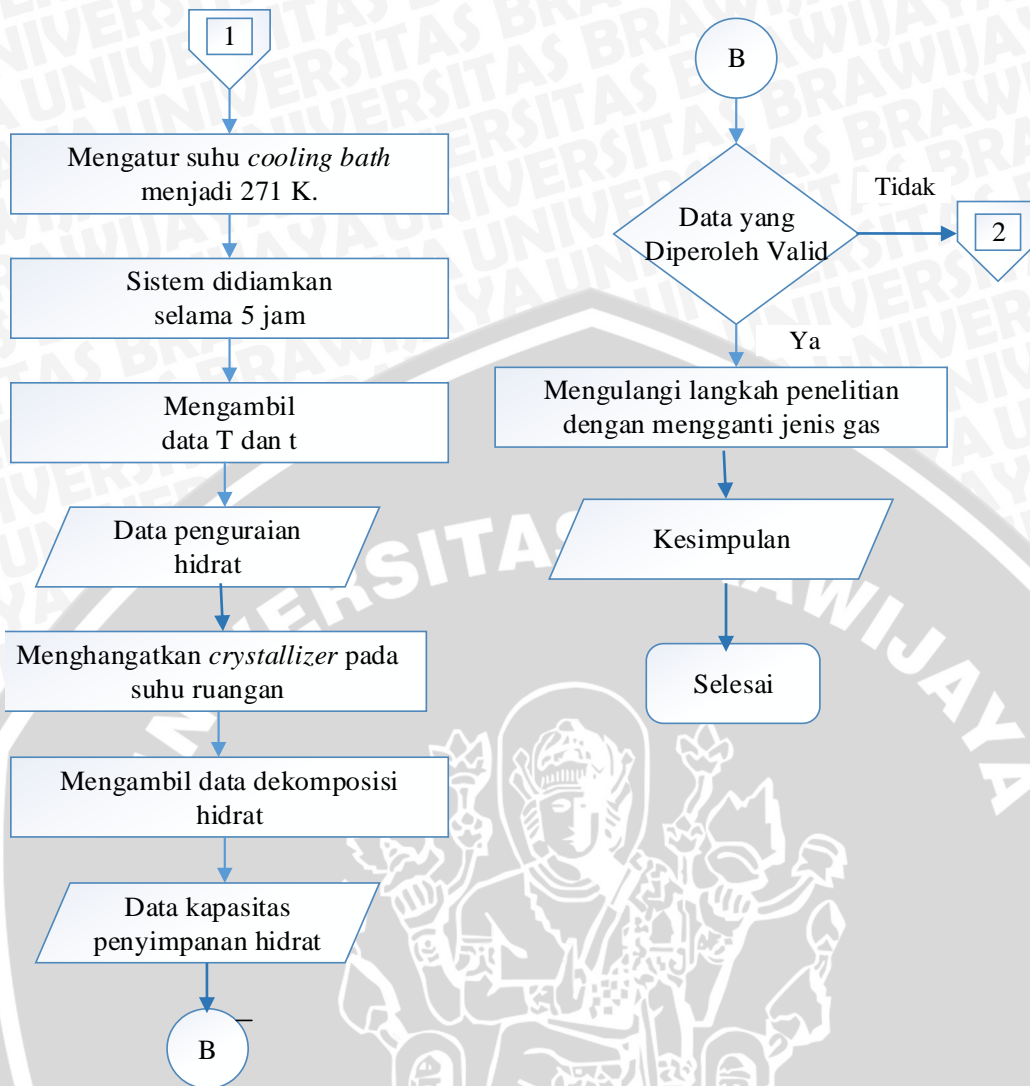 1
Mengatur suhu cooling bath
menjadi 271 K.
Sistem didiamkan
selama 5 jam
Mengambil
data T dan t
Data penguraian
hidrat
Menghangatkan crystallizer pada
suhu ruangan
Mengambil data dekomposisi
hidrat
Data kapasitas
penyimpanan hidrat
B
B
Data yang
Diperoleh Valid
Tidak
2
Ya
Mengulangi langkah penelitian
dengan mengganti jenis gas
Kesimpulan
Selesai